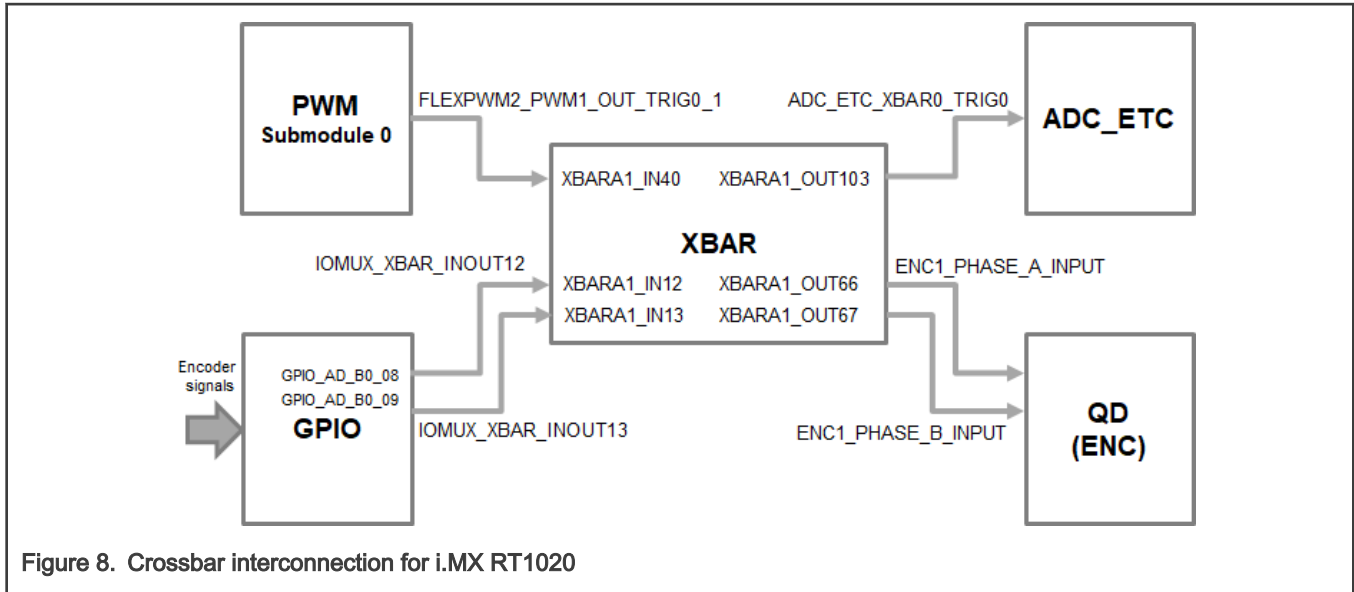 PWM
Submodule 0
FLEXPWM2_PWM1_OUT_TRIG0_1
ADC_ETC_XBAR0_TRIG0
ADC_ETC
XBARA1_IN40
XBARA1_OUT103
XBAR
IOMUX_XBAR_INOUT12
ENC1_PHASE_A_INPUT
XBARA1_IN12
XBARA1_OUT66
XBARA1_IN13
XBARA1_OUT67
Encoder
signals
GPIO_AD_B0_08
GPIO_AD_B0_09
GPIO
IOMUX_XBAR_INOUT13
ENC1_PHASE_B_INPUT
QD
(ENC)
Figure 8. Crossbar interconnection for i.MX RT1020